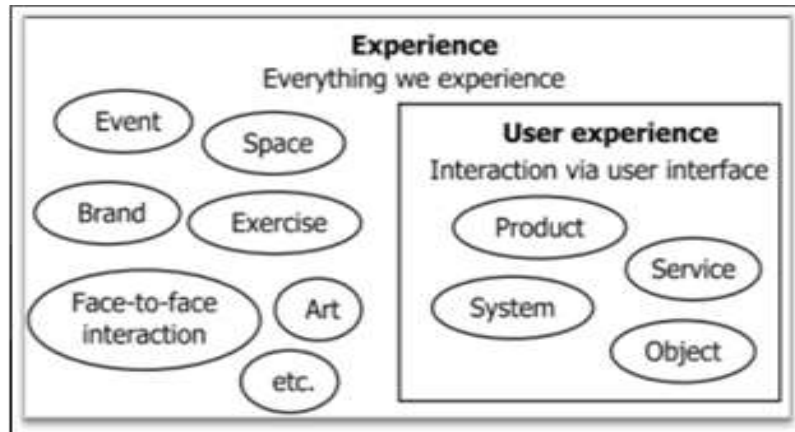 Experience
Everything we experience
Event
Space
Brand
Exercise
Face-to-face
interaction
Art
etc.
User experience
Interaction via user interface
Product
Service
System
Object